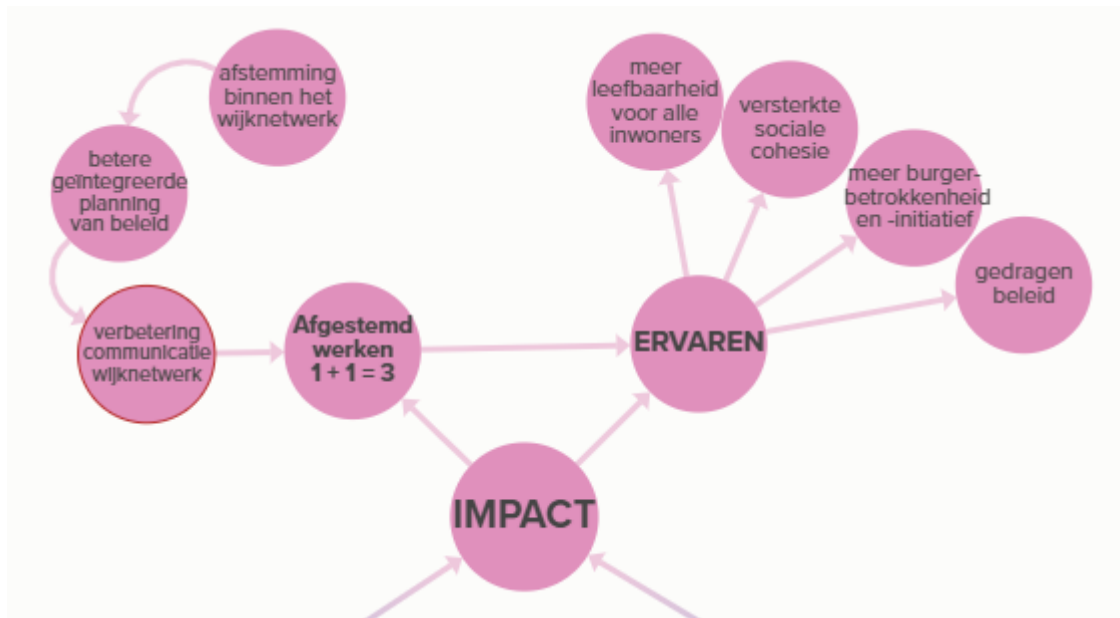 afstemming
binnen het
wijknetwerk
betere
geïntegreerde
planning
van beleid
verbetering
communicatie
wijknetwerk
Afgestemd
werken
1 + 1 = 3
meer
leefbaarheid
voor alle
inwoners
versterkte
sociale
cohesie
meer burger-
betrokkenheid
en -initiatief
gedragen
beleid
ERVAREN
IMPACT